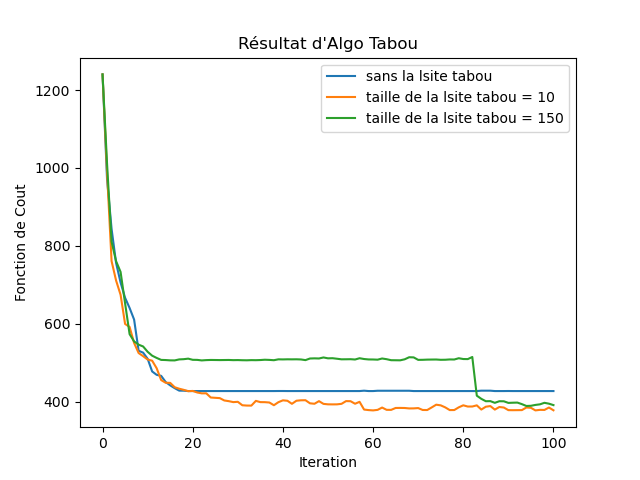 Résultat d'Algo Tabou
sans la lsite tabou
taille de la lsite tabou = 10
taille de la lsite tabou = 150
Fonction de Cout
1200
1000
800
600
400
0 20 40 60 80 100
Iteration